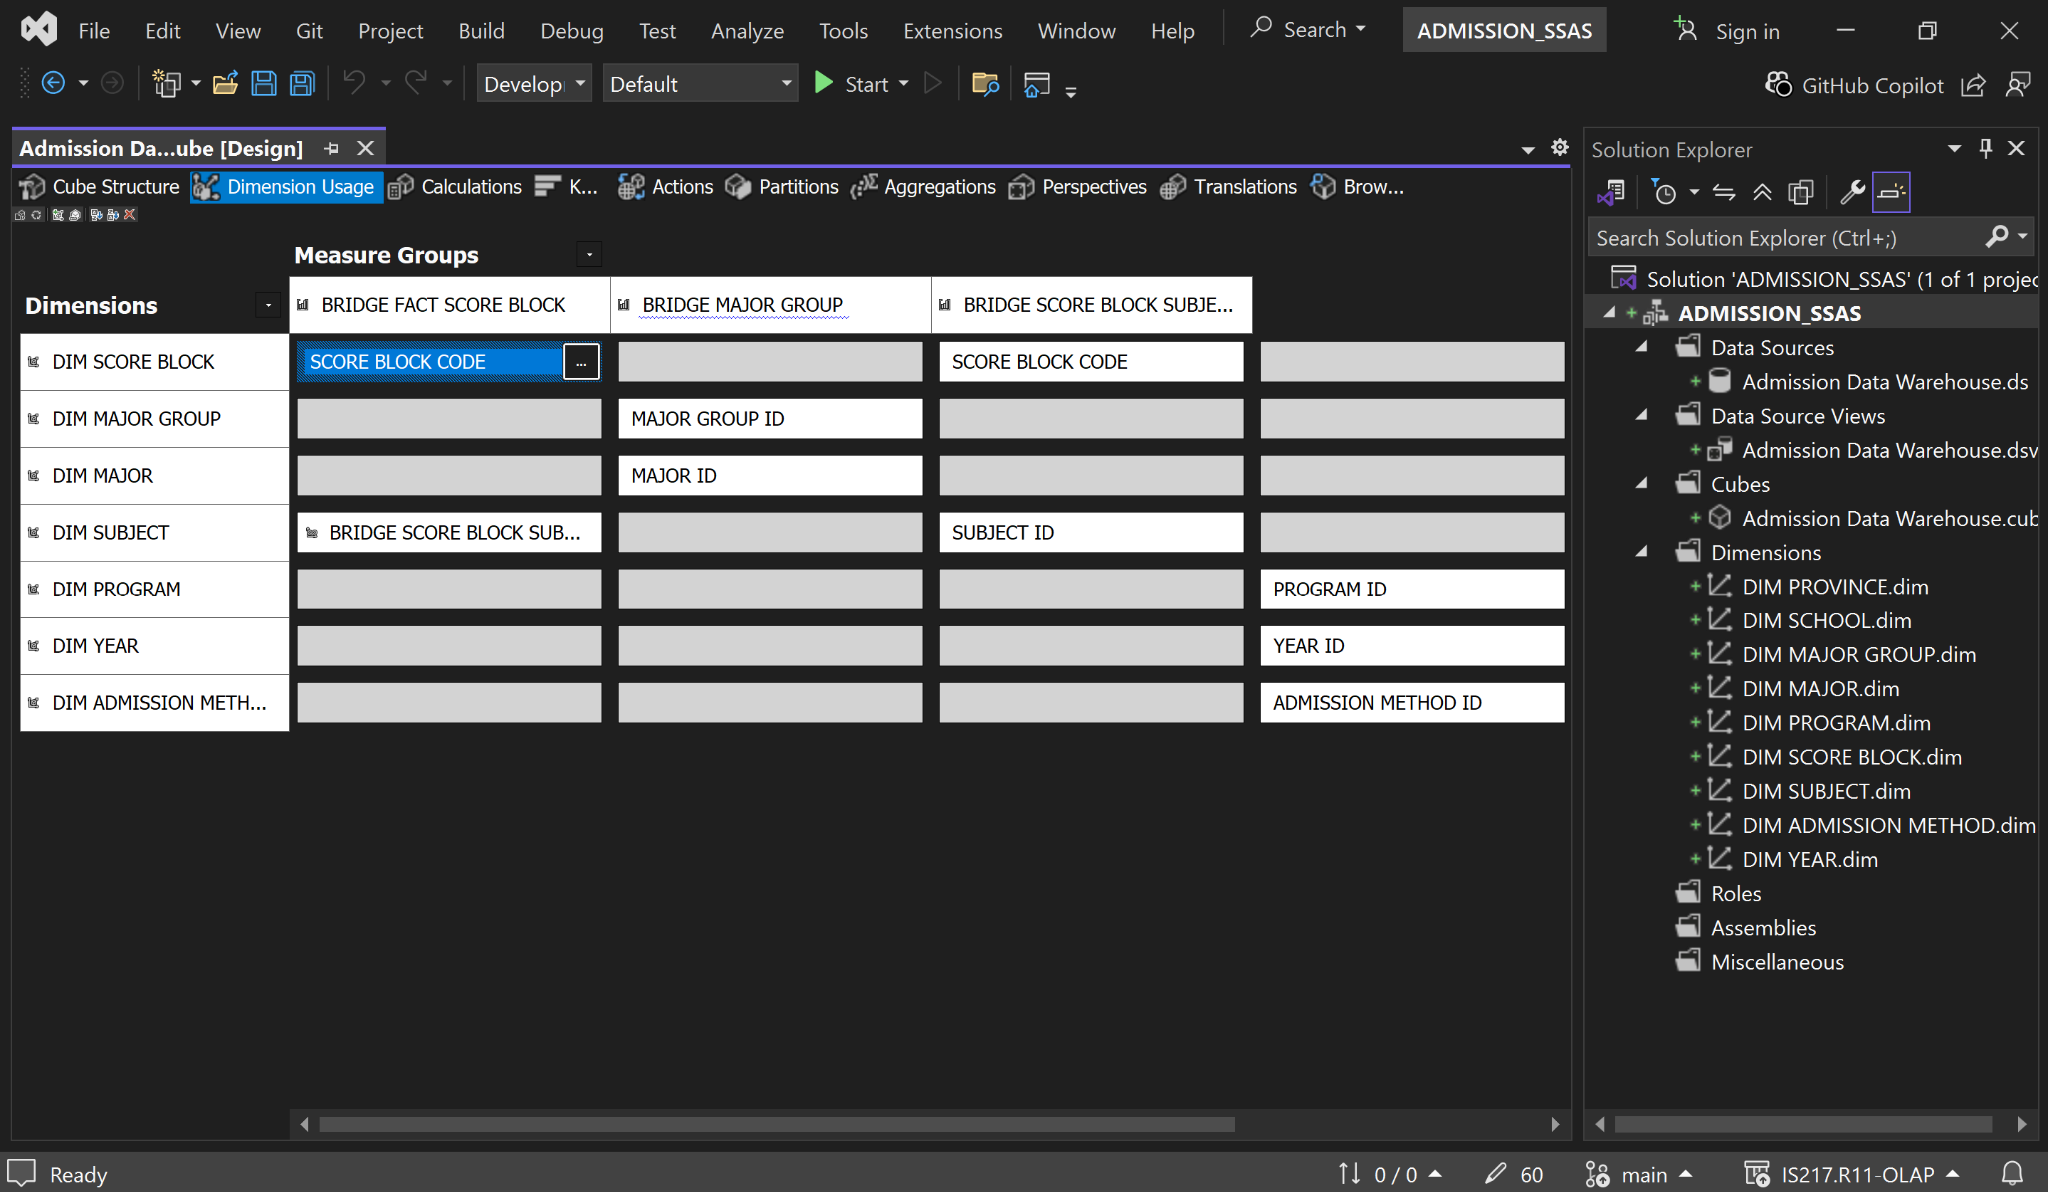 File Edit View Git Project Build Debug Test Analyze Tools Extensions Window Help Search ADMISSION_SSAS Sign in
Develop Default Start GitHub Copilot
Admission Da...ube [Design]
Cube Structure Dimension Usage Calculations K... Actions Partitions Aggregations Perspectives Translations Brow...
Measure Groups
Dimensions BRIDGE FACT SCORE BLOCK BRIDGE MAJOR GROUP BRIDGE SCORE BLOCK SUBJE...
DIM SCORE BLOCK SCORE BLOCK CODE ... SCORE BLOCK CODE
DIM MAJOR GROUP MAJOR GROUP ID
DIM MAJOR MAJOR ID
DIM SUBJECT BRIDGE SCORE BLOCK SUB... SUBJECT ID
DIM PROGRAM PROGRAM ID
DIM YEAR YEAR ID
DIM ADMISSION METH... ADMISSION METHOD ID
Solution Explorer
Search Solution Explorer (Ctrl+;)
Solution 'ADMISSION_SSAS' (1 of 1 projec
ADMISSION_SSAS
Data Sources
Admission Data Warehouse.ds
Data Source Views
Admission Data Warehouse.dsv
Cubes
Admission Data Warehouse.cub
Dimensions
DIM PROVINCE.dim
DIM SCHOOL.dim
DIM MAJOR GROUP.dim
DIM MAJOR.dim
DIM PROGRAM.dim
DIM SCORE BLOCK.dim
DIM SUBJECT.dim
DIM ADMISSION METHOD.dim
DIM YEAR.dim
Roles
Assemblies
Miscellaneous
Ready 0 / 0 60 main IS217.R11-OLAP